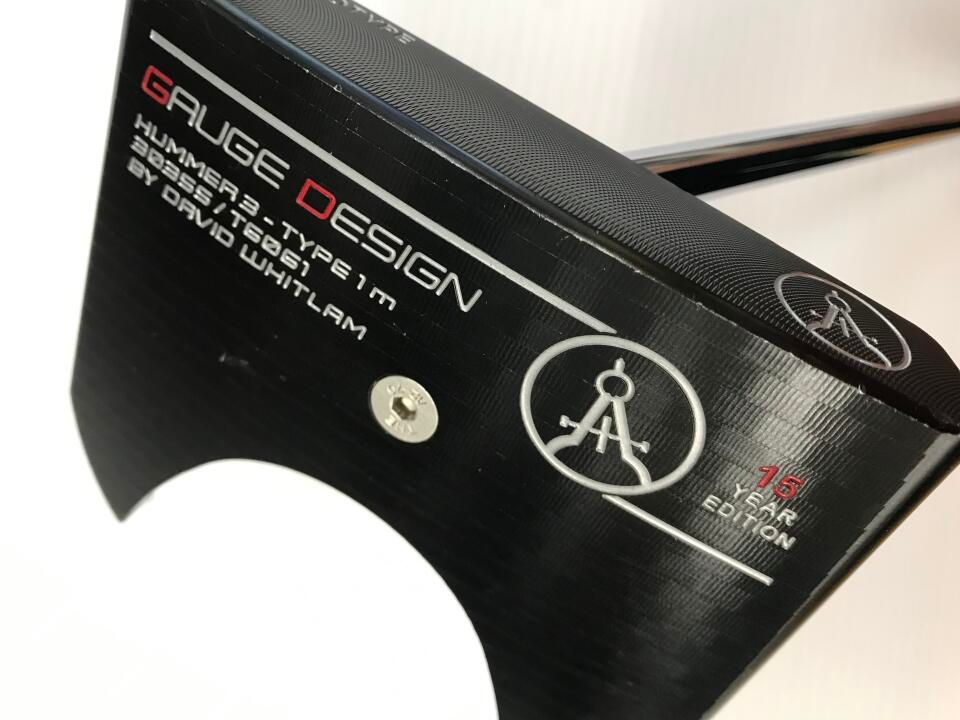 GAUGE DESIGN
HUMMER3-TYPE1m
303SS/T6061
BY DAVID WHITLAM
15
YEAR
EDITION